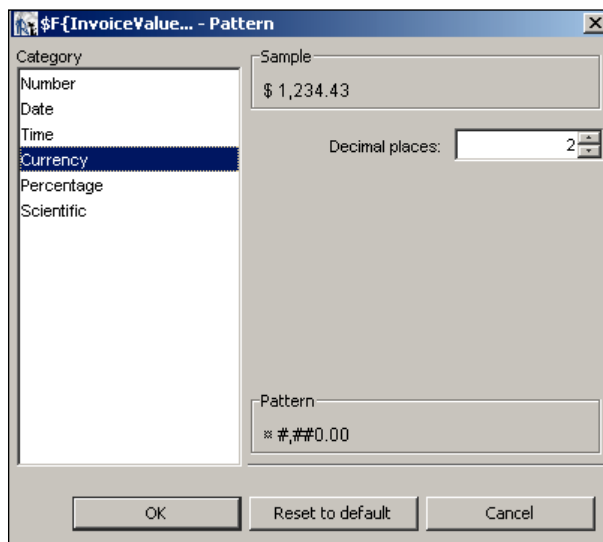 $F{InvoiceValue... - Pattern
Category
Number
Date
Time
Currency
Percentage
Scientific
Sample
$ 1,234.43
Decimal places: 2
Pattern
¤ #,##0.00
OK
Reset to default
Cancel